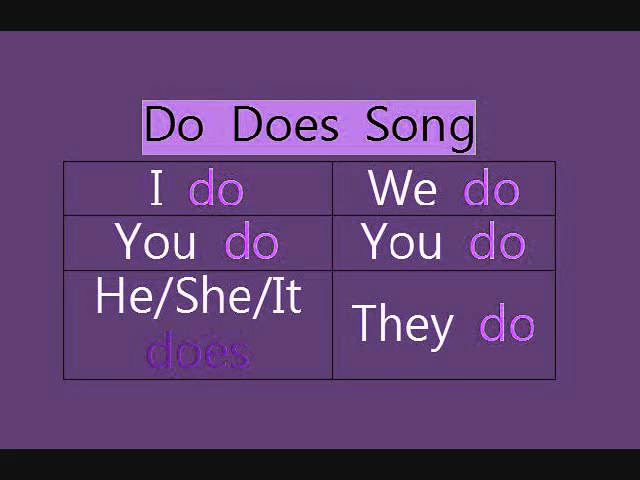 Do Does Song
I do We do
You do You do
He/She/It
does
They do